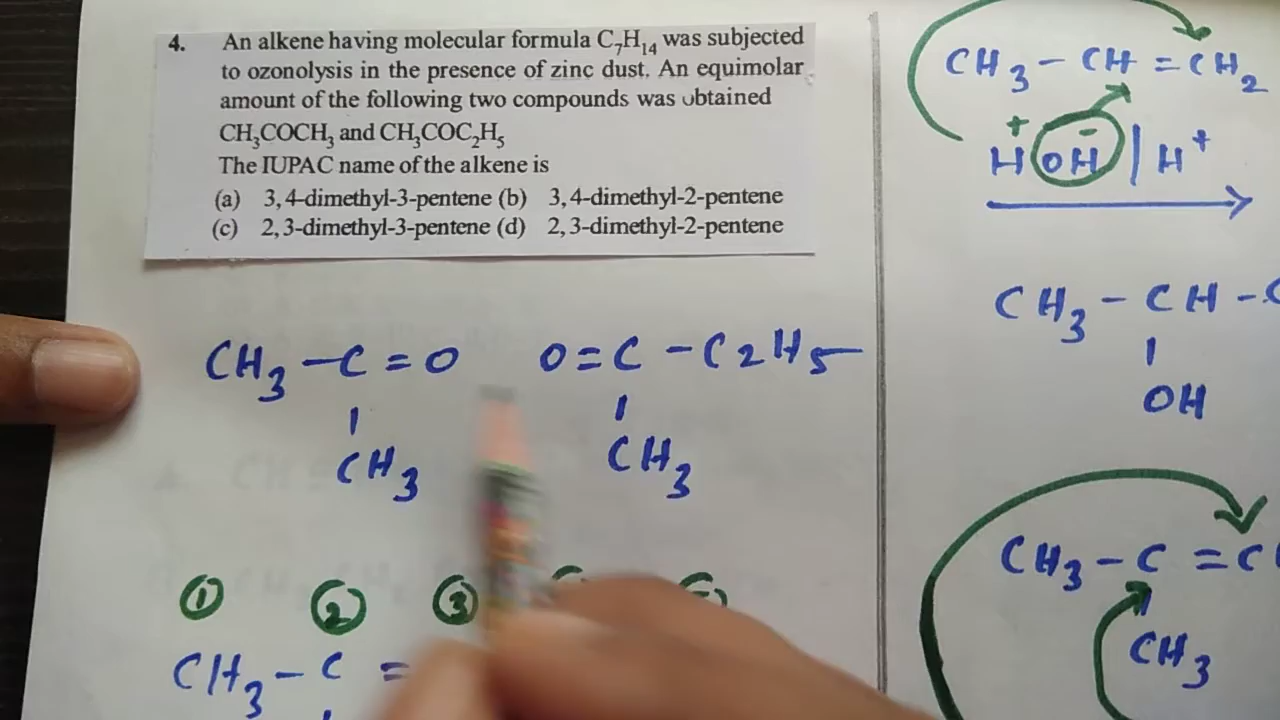 4. An alkene having molecular formula C₇H₁₄ was subjected
to ozonolysis in the presence of zinc dust. An equimolar
amount of the following two compounds was obtained
CH₃COCH₃ and CH₃COC₂H₅
The IUPAC name of the alkene is
(a) 3,4-dimethyl-3-pentene (b) 3,4-dimethyl-2-pentene
(c) 2,3-dimethyl-3-pentene (d) 2,3-dimethyl-2-pentene
CH₃-C=O O=C-C₂H₅
CH₃ CH₃
① ② ③
CH₃-C=
CH₃-CH=CH₂
H⁺ OH⁻ | H⁺
CH₃-CH-
OH
CH₃-C=C
CH₃